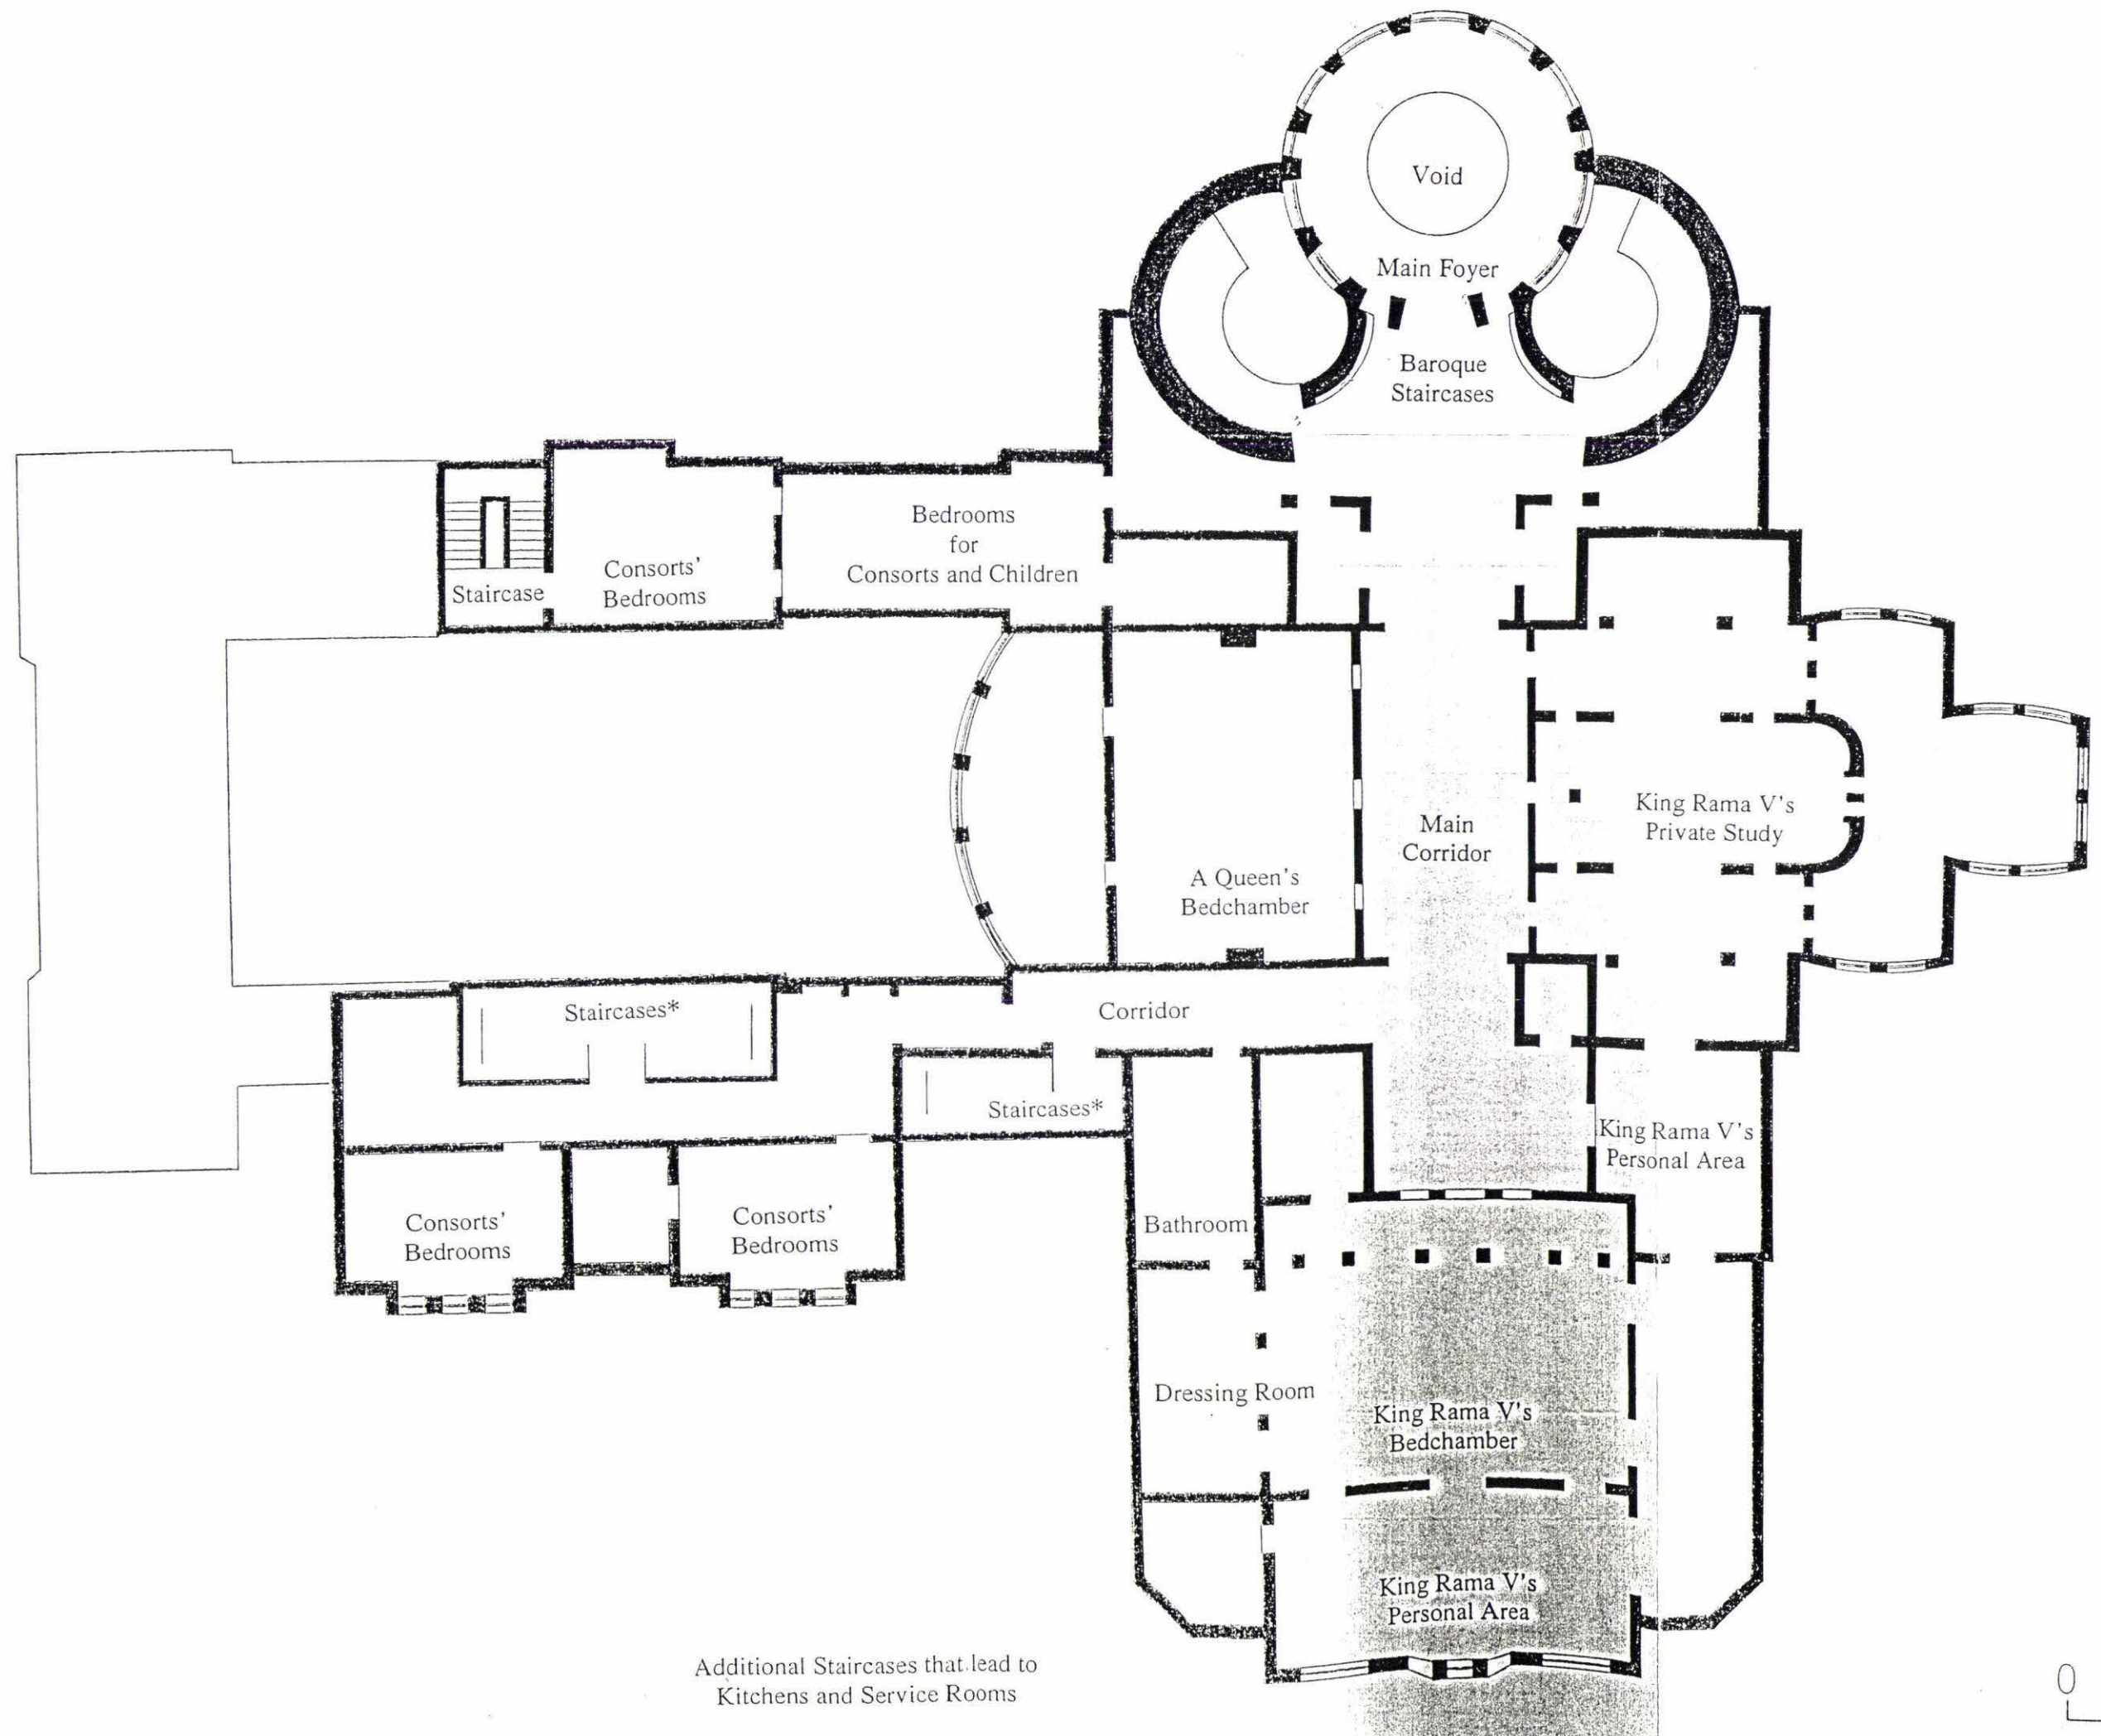 Void
Main Foyer
Baroque
Staircases
Bedrooms
for
Consorts and Children
Consorts'
Bedrooms
Staircase
King Rama V's
Private Study
Main
Corridor
A Queen's
Bedchamber
Staircases*
Corridor
Staircases*
King Rama V's
Personal Area
Consorts'
Bedrooms
Consorts'
Bedrooms
Bathroom
Dressing Room
King Rama V's
Bedchamber
King Rama V's
Personal Area
Additional Staircases that lead to
Kitchens and Service Rooms
0